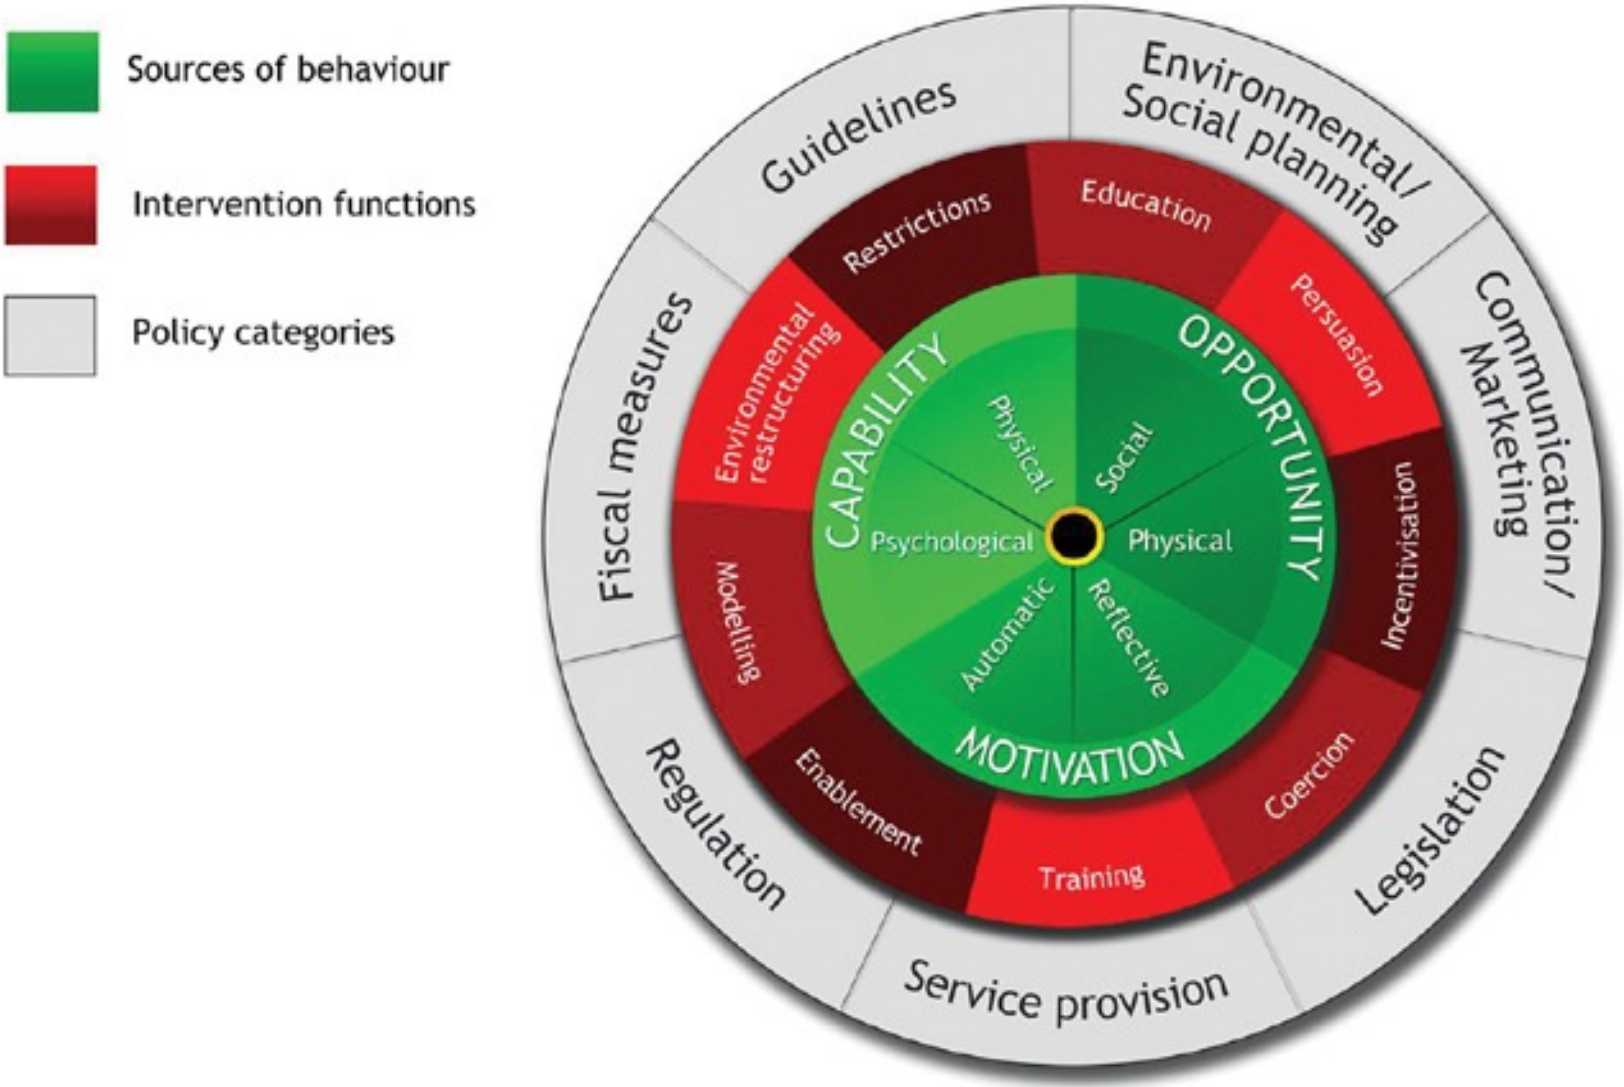 Sources of behaviour
Intervention functions
Policy categories
Guidelines
Environmental/
Social planning
Communication/
Marketing
Legislation
Service provision
Regulation
Fiscal measures
Restrictions
Education
Persuasion
Incentivisation
Coercion
Training
Enablement
Modelling
Environmental
restructuring
CAPABILITY
OPPORTUNITY
MOTIVATION
Physical
Social
Physical
Reflective
Automatic
Psychological